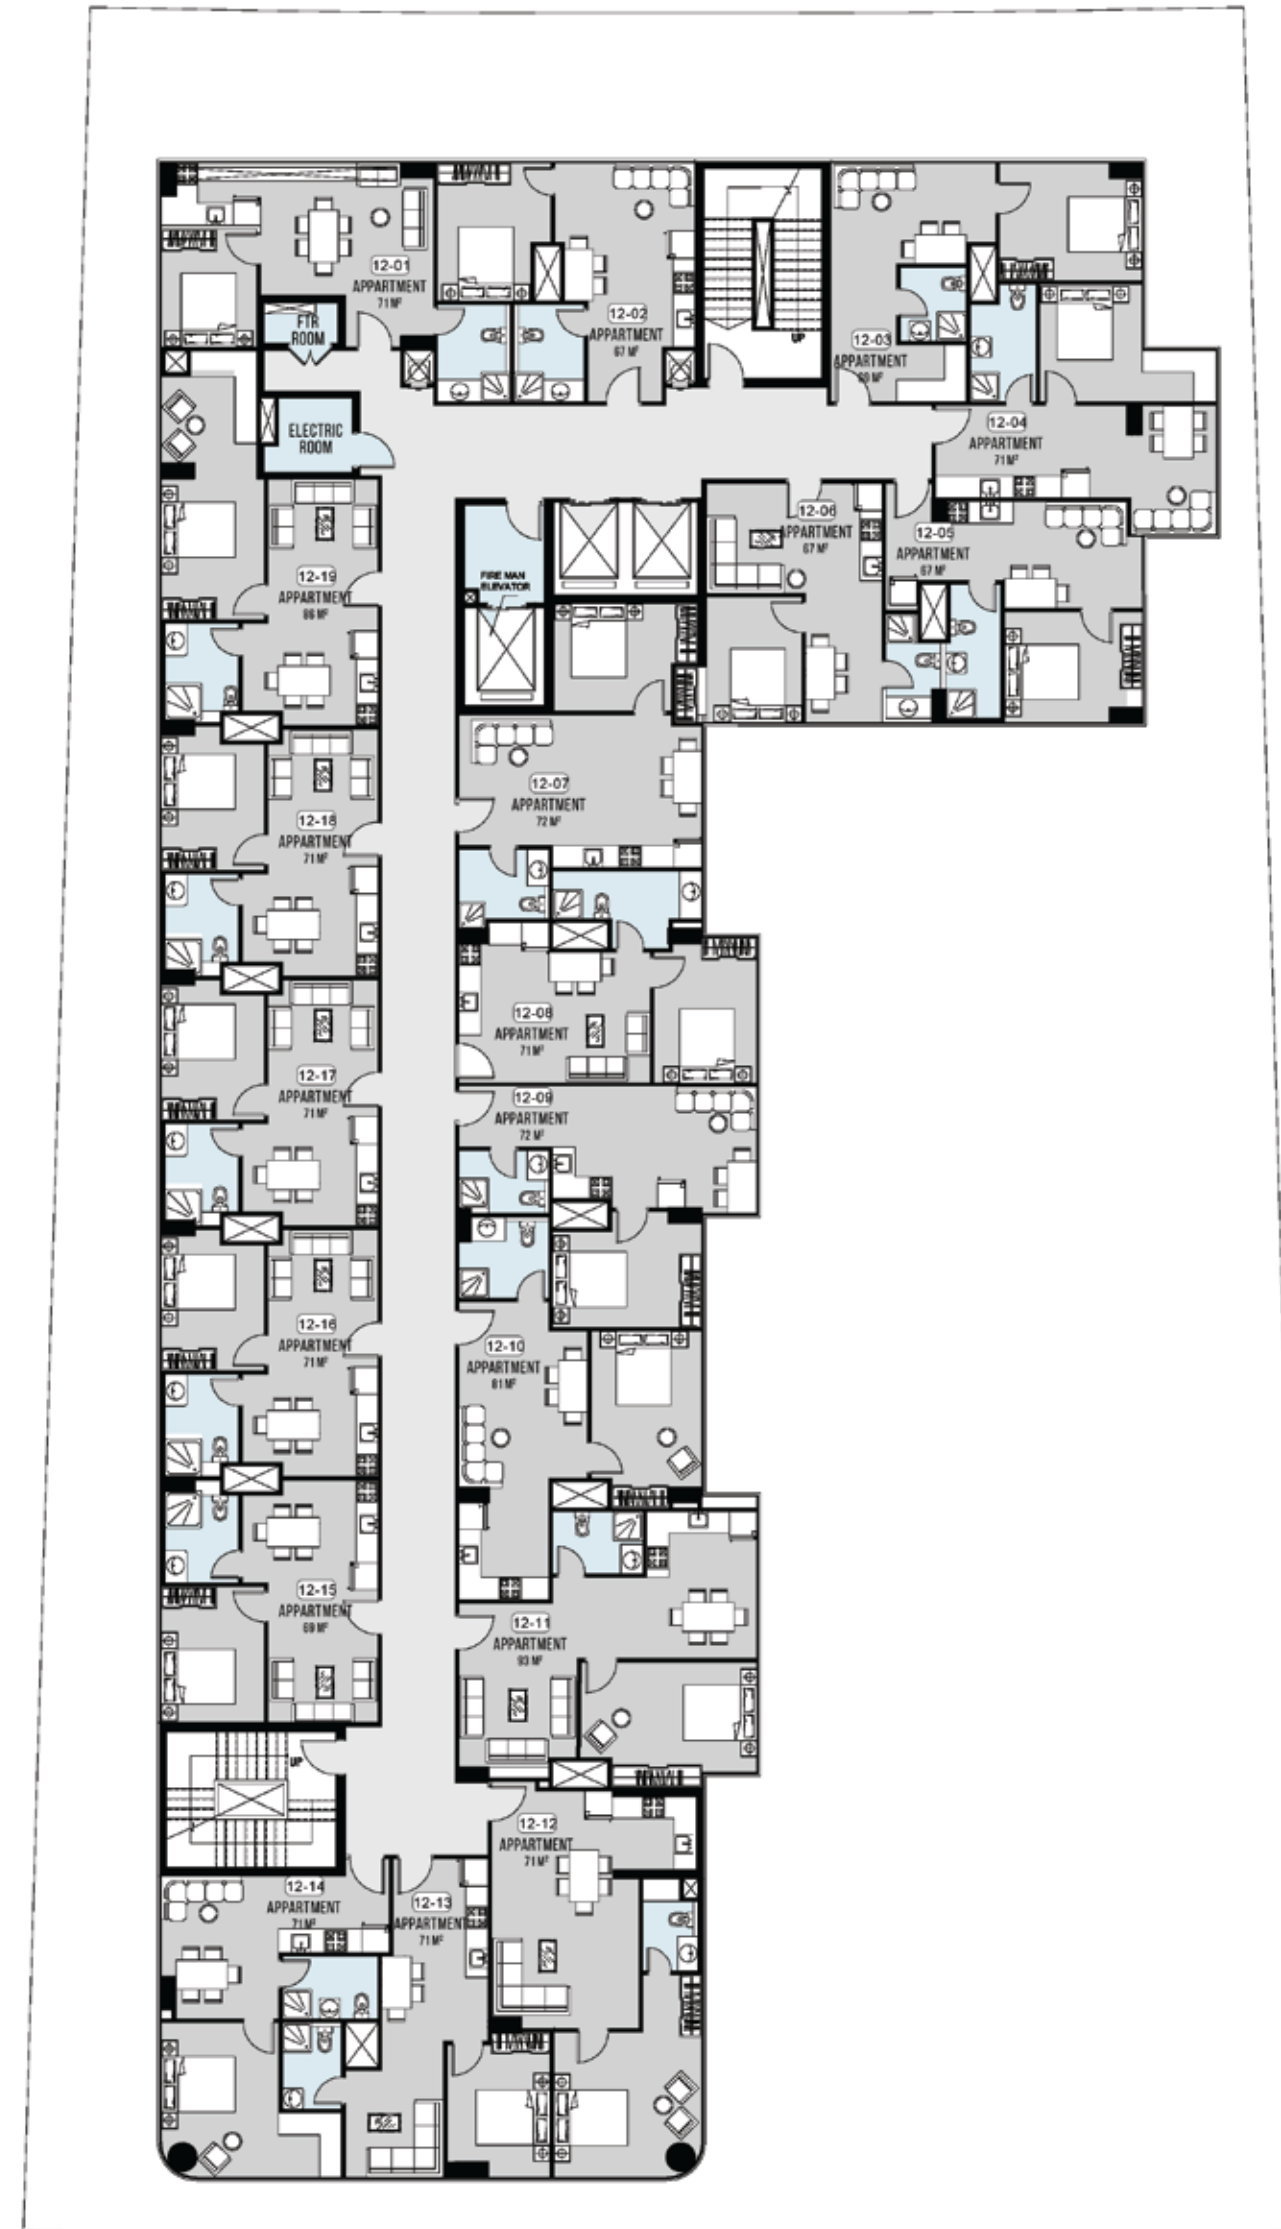 12-01
APPARTMENT
71 M²
FTR
ROOM
12-02
APPARTMENT
67 M²
UP
12-03
APPARTMENT
12-04
APPARTMENT
71 M²
ELECTRIC
ROOM
12-06
APPARTMENT
67 M²
12-05
APPARTMENT
67 M²
FIRE MAN
ELEVATOR
12-19
APPARTMENT
86 M²
12-07
APPARTMENT
72 M²
12-18
APPARTMENT
71 M²
12-08
APPARTMENT
71 M²
12-17
APPARTMENT
71 M²
12-09
APPARTMENT
72 M²
12-16
APPARTMENT
71 M²
12-10
APPARTMENT
81 M²
12-15
APPARTMENT
69 M²
12-11
APPARTMENT
93 M²
UP
12-12
APPARTMENT
71 M²
12-14
APPARTMENT
71 M²
12-13
APPARTMENT
71 M²